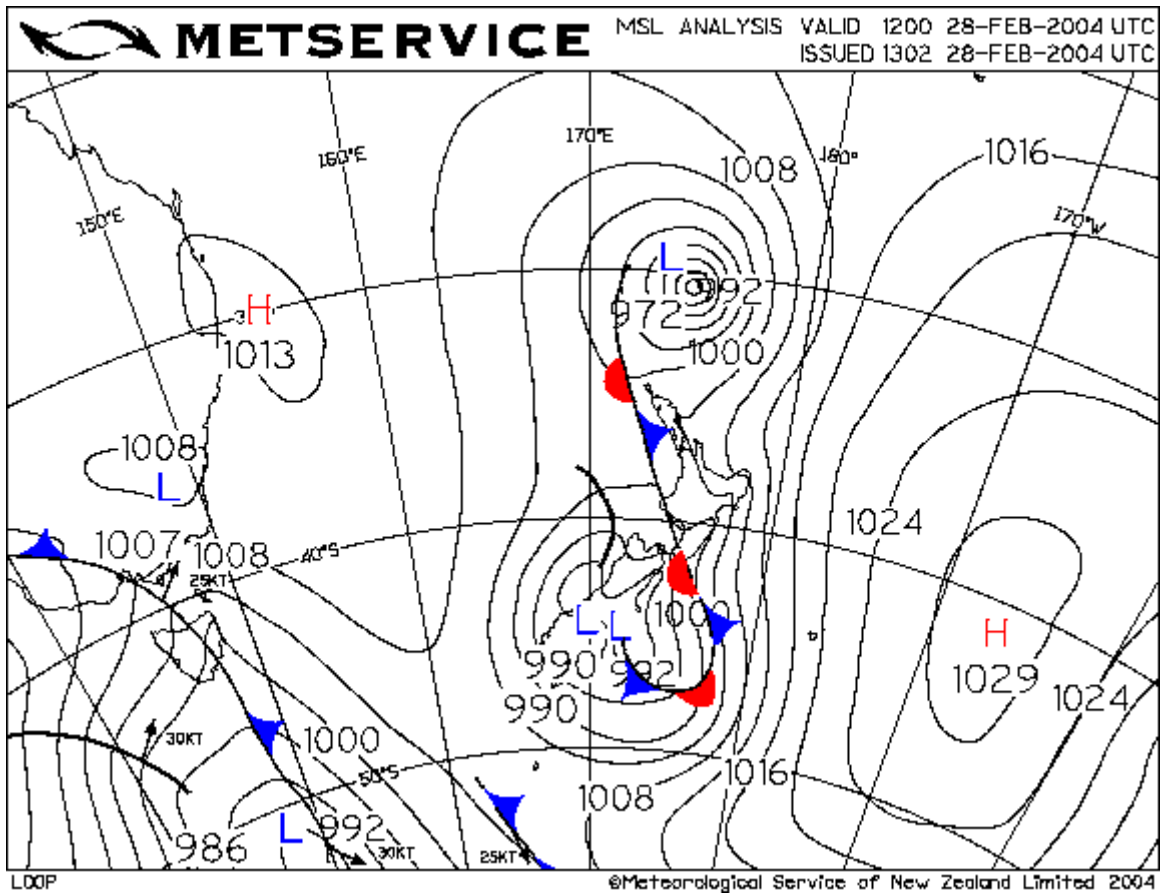 METSERVICE
MSL ANALYSIS VALID 1200 28-FEB-2004 UTC
ISSUED 1302 28-FEB-2004 UTC
170°E
160°E
1008
180°
1016
150°E
170°W
L
992
H
972
1013
1000
1008
L
1024
1007
1008
40°S
25KT
1000
L
L
H
990
992
1029
1024
990
30KT
1000
50°S
1016
1008
L
992
986
30KT
25KT
LOOP
©Meteorological Service of New Zealand Limited 2004